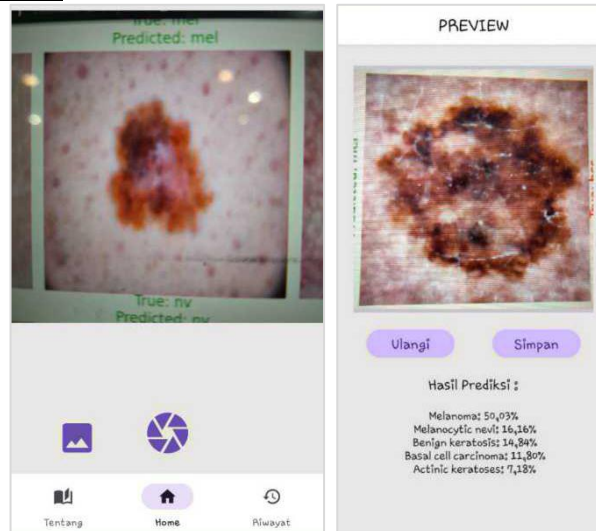 True: mel
Predicted: mel
True: nv
Predicted: nv
Tentang
Home
Riwayat
PREVIEW
Ulangi
Simpan
Hasil Prediksi :
Melanoma: 50,03%
Melanocytic nevi: 16,16%
Benign keratosis: 14,84%
Basal cell carcinoma: 11,80%
Actinic keratoses: 7,18%